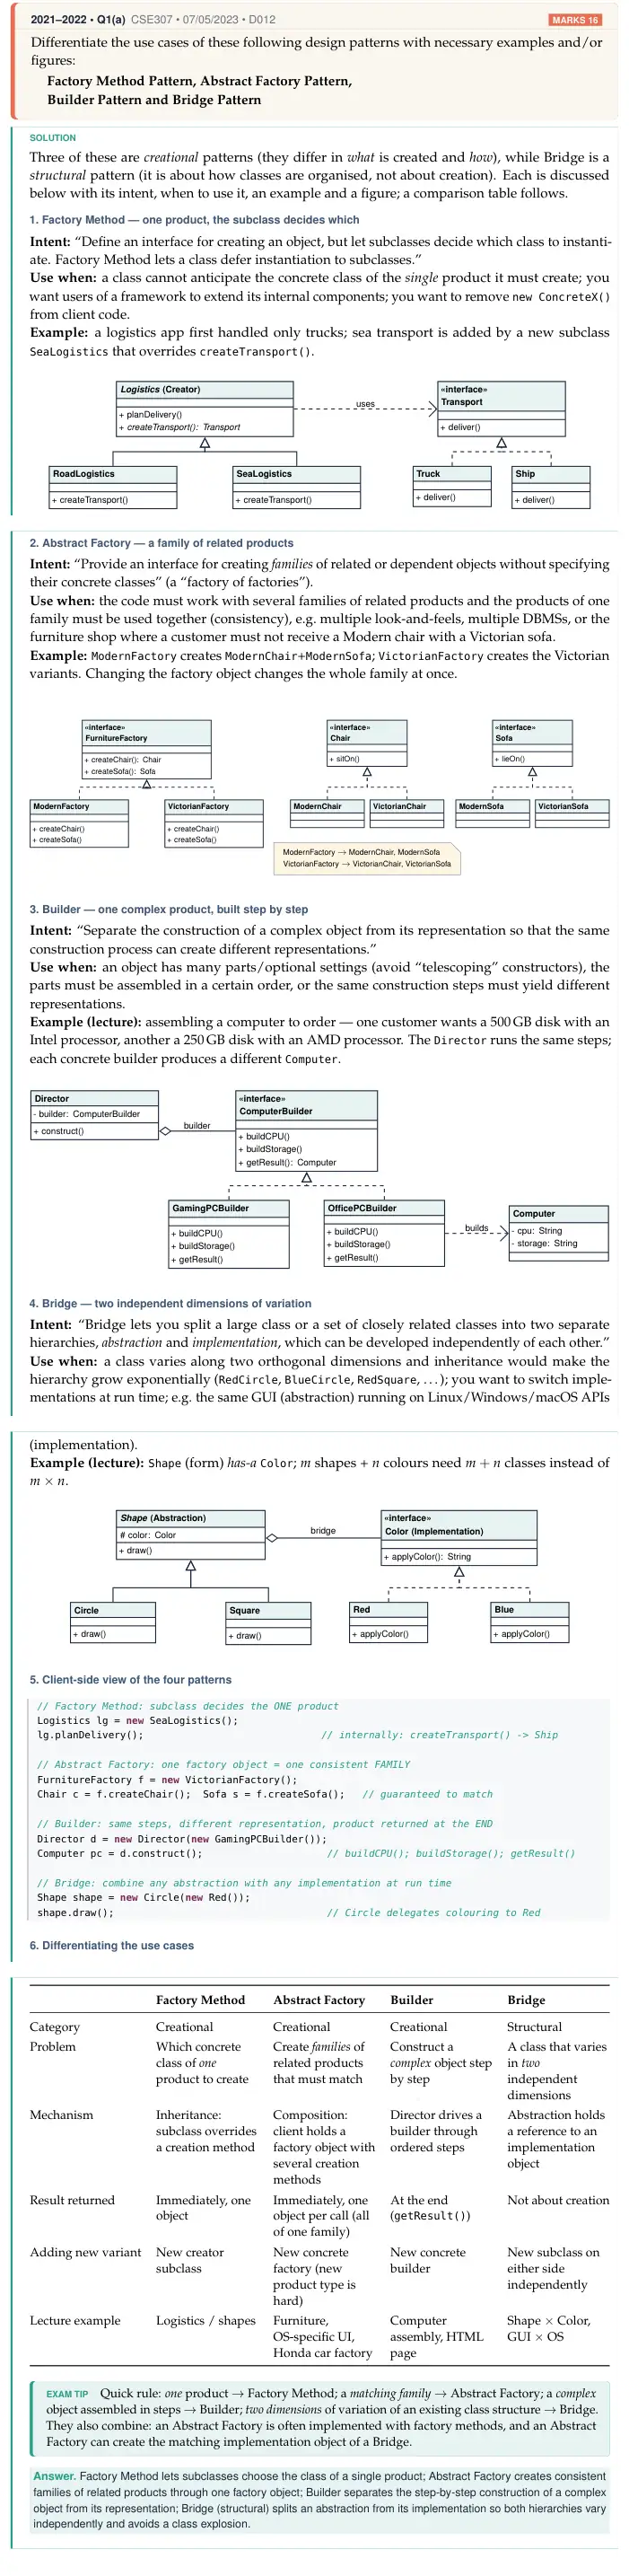 2021–2022 • Q1(a) CSE307 • 07/05/2023 • D012 MARKS 16
Differentiate the use cases of these following design patterns with necessary examples and/or
figures:
Factory Method Pattern, Abstract Factory Pattern,
Builder Pattern and Bridge Pattern
SOLUTION
Three of these are creational patterns (they differ in what is created and how), while Bridge is a
structural pattern (it is about how classes are organised, not about creation). Each is discussed
below with its intent, when to use it, an example and a figure; a comparison table follows.
1. Factory Method — one product, the subclass decides which
Intent: “Define an interface for creating an object, but let subclasses decide which class to instanti-
ate. Factory Method lets a class defer instantiation to subclasses.”
Use when: a class cannot anticipate the concrete class of the single product it must create; you
want users of a framework to extend its internal components; you want to remove new ConcreteX()
from client code.
Example: a logistics app first handled only trucks; sea transport is added by a new subclass
SeaLogistics that overrides createTransport().
Logistics (Creator)
+ planDelivery()
+ createTransport(): Transport
uses
«interface»
Transport
+ deliver()
RoadLogistics
+ createTransport()
SeaLogistics
+ createTransport()
Truck
+ deliver()
Ship
+ deliver()
2. Abstract Factory — a family of related products
Intent: “Provide an interface for creating families of related or dependent objects without specifying
their concrete classes” (a “factory of factories”).
Use when: the code must work with several families of related products and the products of one
family must be used together (consistency), e.g. multiple look-and-feels, multiple DBMSs, or the
furniture shop where a customer must not receive a Modern chair with a Victorian sofa.
Example: ModernFactory creates ModernChair+ModernSofa; VictorianFactory creates the Victorian
variants. Changing the factory object changes the whole family at once.
«interface»
FurnitureFactory
+ createChair(): Chair
+ createSofa(): Sofa
«interface»
Chair
+ sitOn()
«interface»
Sofa
+ lieOn()
ModernFactory
+ createChair()
+ createSofa()
VictorianFactory
+ createChair()
+ createSofa()
ModernChair
VictorianChair
ModernSofa
VictorianSofa
ModernFactory → ModernChair, ModernSofa
VictorianFactory → VictorianChair, VictorianSofa
3. Builder — one complex product, built step by step
Intent: “Separate the construction of a complex object from its representation so that the same
construction process can create different representations.”
Use when: an object has many parts/optional settings (avoid “telescoping” constructors), the
parts must be assembled in a certain order, or the same construction steps must yield different
representations.
Example (lecture): assembling a computer to order — one customer wants a 500 GB disk with an
Intel processor, another a 250 GB disk with an AMD processor. The Director runs the same steps;
each concrete builder produces a different Computer.
Director
- builder: ComputerBuilder
+ construct()
builder
«interface»
ComputerBuilder
+ buildCPU()
+ buildStorage()
+ getResult(): Computer
GamingPCBuilder
+ buildCPU()
+ buildStorage()
+ getResult()
OfficePCBuilder
+ buildCPU()
+ buildStorage()
+ getResult()
builds
Computer
- cpu: String
- storage: String
4. Bridge — two independent dimensions of variation
Intent: “Bridge lets you split a large class or a set of closely related classes into two separate
hierarchies, abstraction and implementation, which can be developed independently of each other.”
Use when: a class varies along two orthogonal dimensions and inheritance would make the
hierarchy grow exponentially (RedCircle, BlueCircle, RedSquare, ...); you want to switch imple-
mentations at run time; e.g. the same GUI (abstraction) running on Linux/Windows/macOS APIs
(implementation).
Example (lecture): Shape (form) has-a Color; m shapes + n colours need m + n classes instead of
m × n.
Shape (Abstraction)
# color: Color
+ draw()
bridge
«interface»
Color (Implementation)
+ applyColor(): String
Circle
+ draw()
Square
+ draw()
Red
+ applyColor()
Blue
+ applyColor()
5. Client-side view of the four patterns
// Factory Method: subclass decides the ONE product
Logistics lg = new SeaLogistics();
lg.planDelivery(); // internally: createTransport() -> Ship
// Abstract Factory: one factory object = one consistent FAMILY
FurnitureFactory f = new VictorianFactory();
Chair c = f.createChair(); Sofa s = f.createSofa(); // guaranteed to match
// Builder: same steps, different representation, product returned at the END
Director d = new Director(new GamingPCBuilder());
Computer pc = d.construct(); // buildCPU(); buildStorage(); getResult()
// Bridge: combine any abstraction with any implementation at run time
Shape shape = new Circle(new Red());
shape.draw(); // Circle delegates colouring to Red
6. Differentiating the use cases
Factory Method Abstract Factory Builder Bridge
Category Creational Creational Creational Structural
Problem Which concrete Create families of Construct a A class that varies
class of one related products complex object step in two
product to create that must match by step independent
dimensions
Mechanism Inheritance: Composition: Director drives a Abstraction holds
subclass overrides client holds a builder through a reference to an
a creation method factory object with ordered steps implementation
several creation object
methods
Result returned Immediately, one Immediately, one At the end Not about creation
object object per call (all (getResult())
of one family)
Adding new variant New creator New concrete New concrete New subclass on
subclass factory (new builder either side
product type is independently
hard)
Lecture example Logistics / shapes Furniture, Computer Shape × Color,
OS-specific UI, assembly, HTML GUI × OS
Honda car factory page
EXAM TIP Quick rule: one product → Factory Method; a matching family → Abstract Factory; a complex
object assembled in steps → Builder; two dimensions of variation of an existing class structure → Bridge.
They also combine: an Abstract Factory is often implemented with factory methods, and an Abstract
Factory can create the matching implementation object of a Bridge.
Answer. Factory Method lets subclasses choose the class of a single product; Abstract Factory creates consistent
families of related products through one factory object; Builder separates the step-by-step construction of a complex
object from its representation; Bridge (structural) splits an abstraction from its implementation so both hierarchies vary
independently and avoids a class explosion.